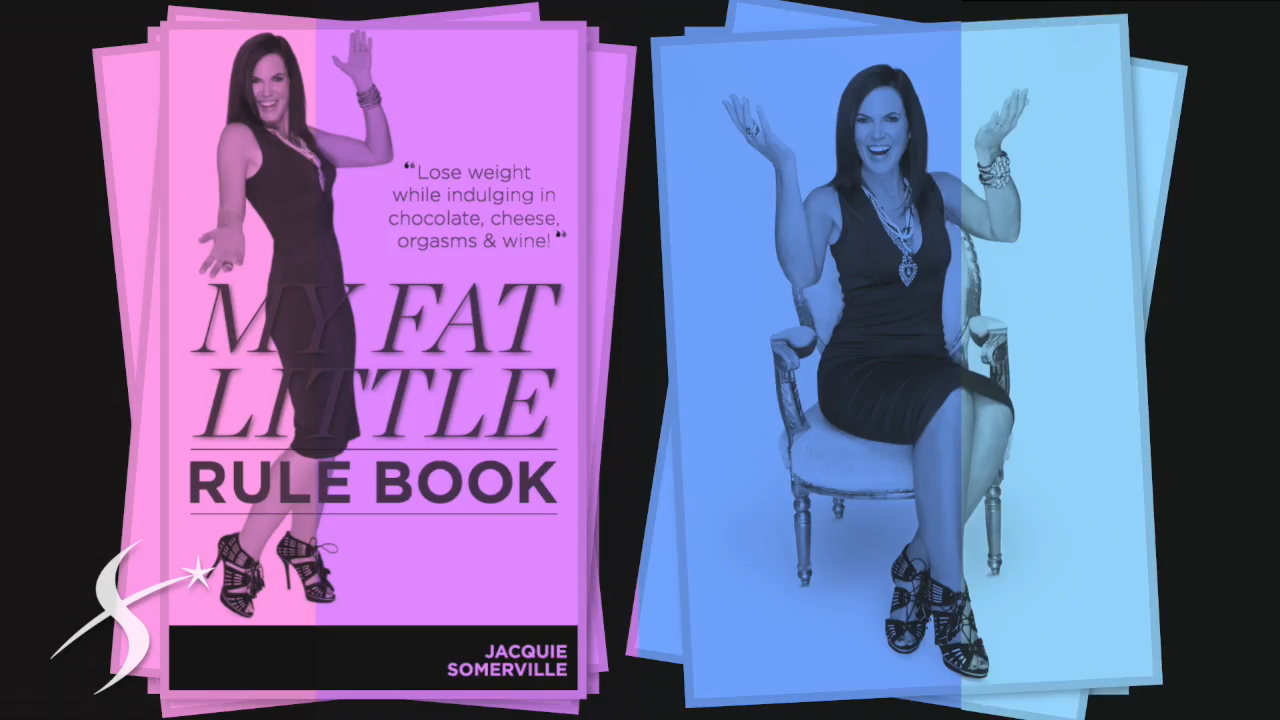 “Lose weight
while indulging in
chocolate, cheese,
orgasms & wine!”
MY FAT
LITTLE
RULE BOOK
JACQUIE
SOMERVILLE